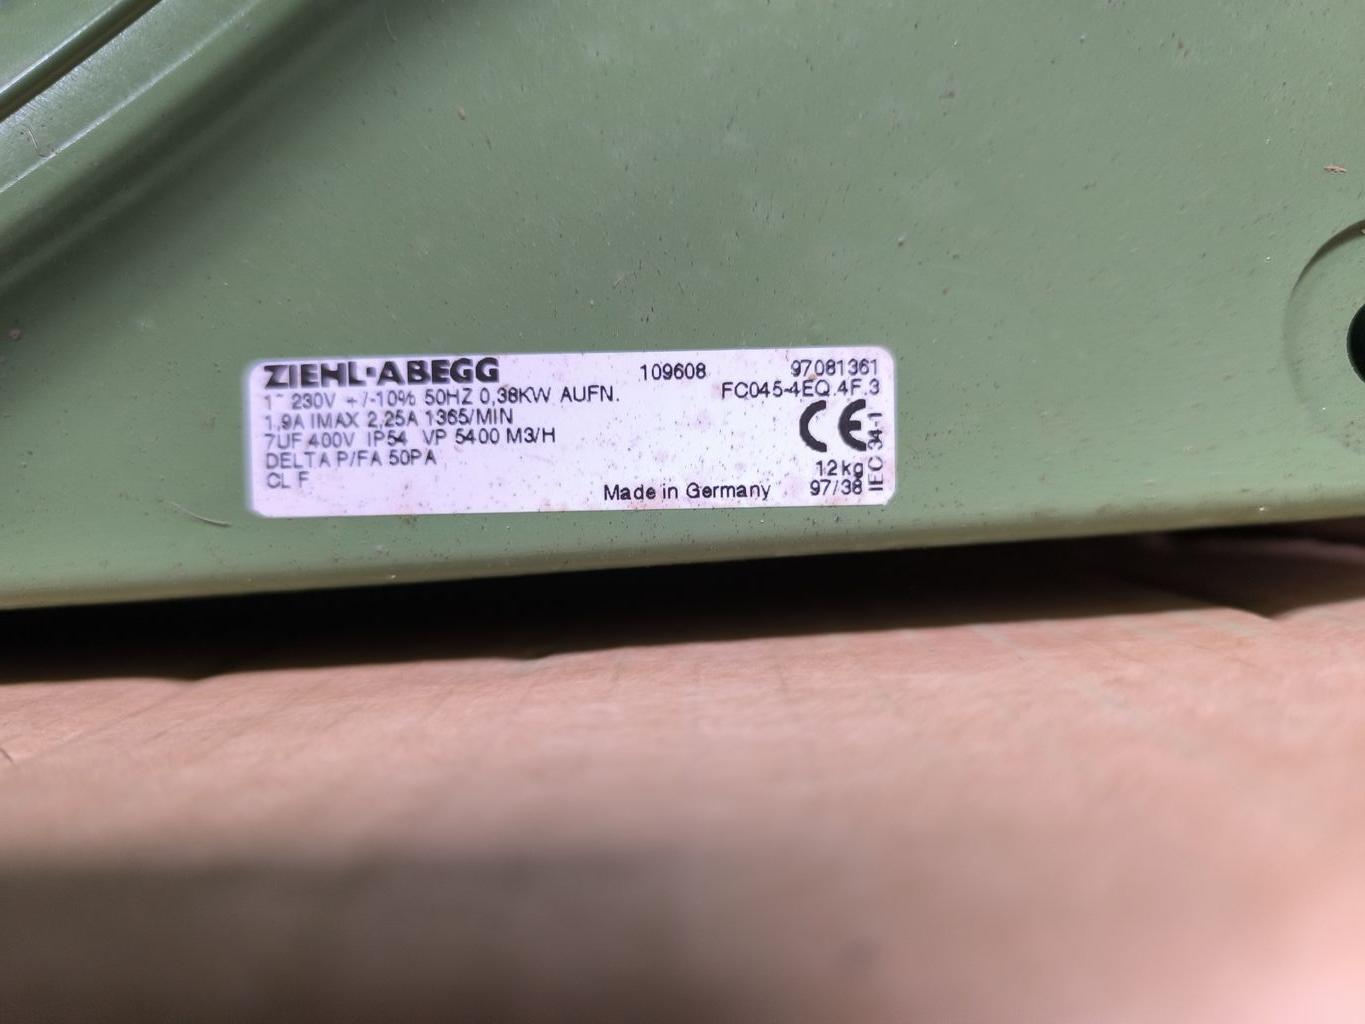 ZIEHL-ABEGG 109608 97081361
1~ 230V +/-10% 50HZ 0,38KW AUFN. FC045-4EQ.4F.3
1,9A IMAX 2,25A 1365/MIN
7UF 400V IP54 VP 5400 M3/H
CE
DELTA P/FA 50PA
CL F 12kg
Made in Germany 97/38
IEC 34-1